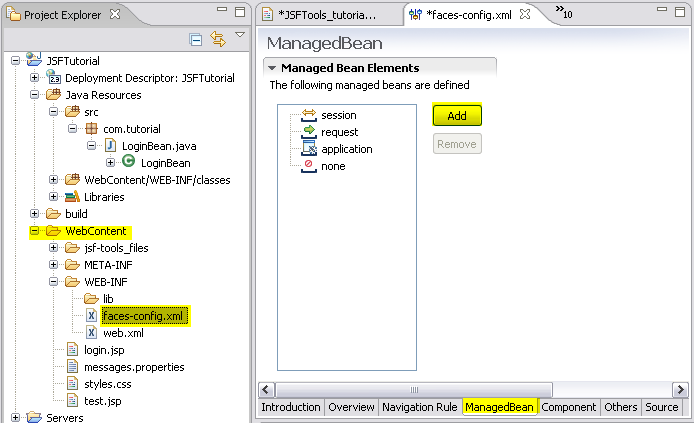 Project Explorer
JSFTutorial
Deployment Descriptor: JSFTutorial
2.3
Java Resources
src
com.tutorial
LoginBean.java
LoginBean
WebContent/WEB-INF/classes
Libraries
build
WebContent
jsf-tools_files
META-INF
WEB-INF
lib
faces-config.xml
web.xml
login.jsp
messages.properties
styles.css
test.jsp
Servers
*JSFTools_tutoria...
*faces-config.xml
»10
ManagedBean
Managed Bean Elements
The following managed beans are defined
session
request
application
none
Add
Remove
Introduction Overview Navigation Rule ManagedBean Component Others Source